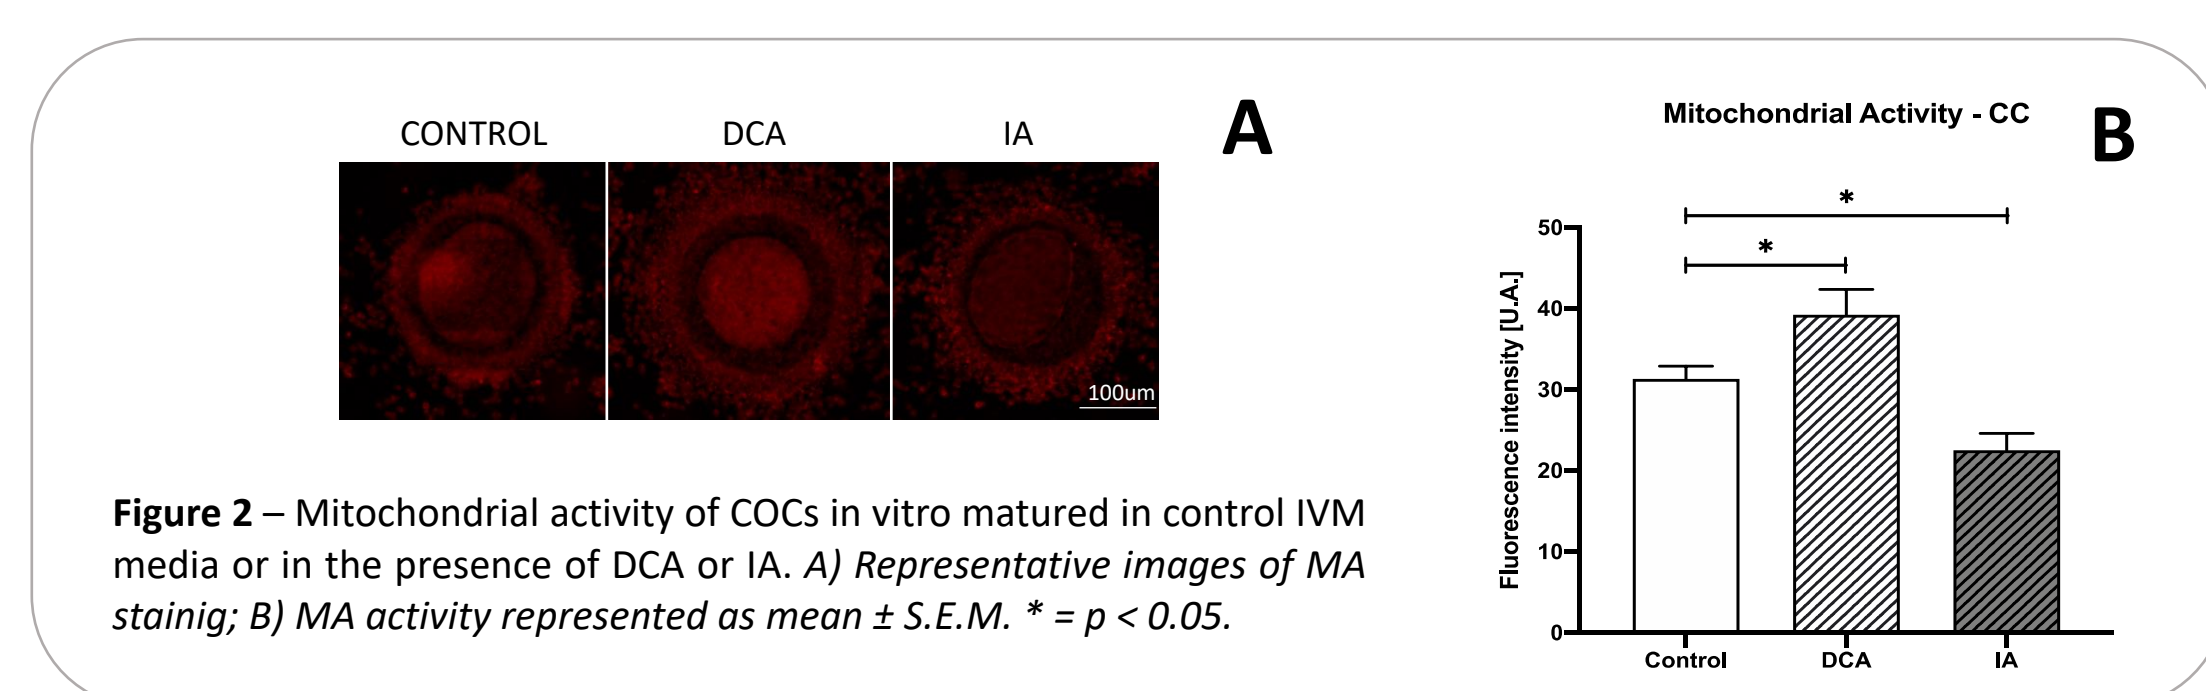 CONTROL DCA IA
A
100um
Figure 2 – Mitochondrial activity of COCs in vitro matured in control IVM
media or in the presence of DCA or IA. A) Representative images of MA
stainig; B) MA activity represented as mean ± S.E.M. * = p < 0.05.
Mitochondrial Activity - CC
B
*
*
Fluorescence intensity [U.A.]
50
40
30
20
10
0
Control DCA IA